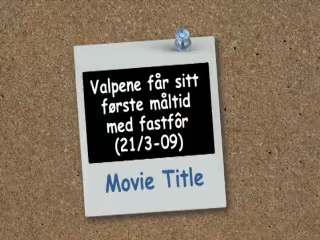 Valpene får sitt
første måltid
med fastfôr
(21/3-09)
Movie Title